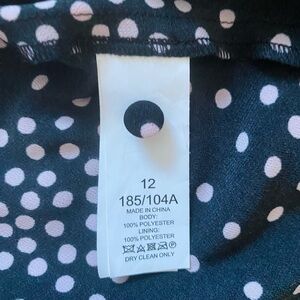 12
185/104A
MADE IN CHINA
BODY:
100% POLYESTER
LINING:
100% POLYESTER
DRY CLEAN ONLY